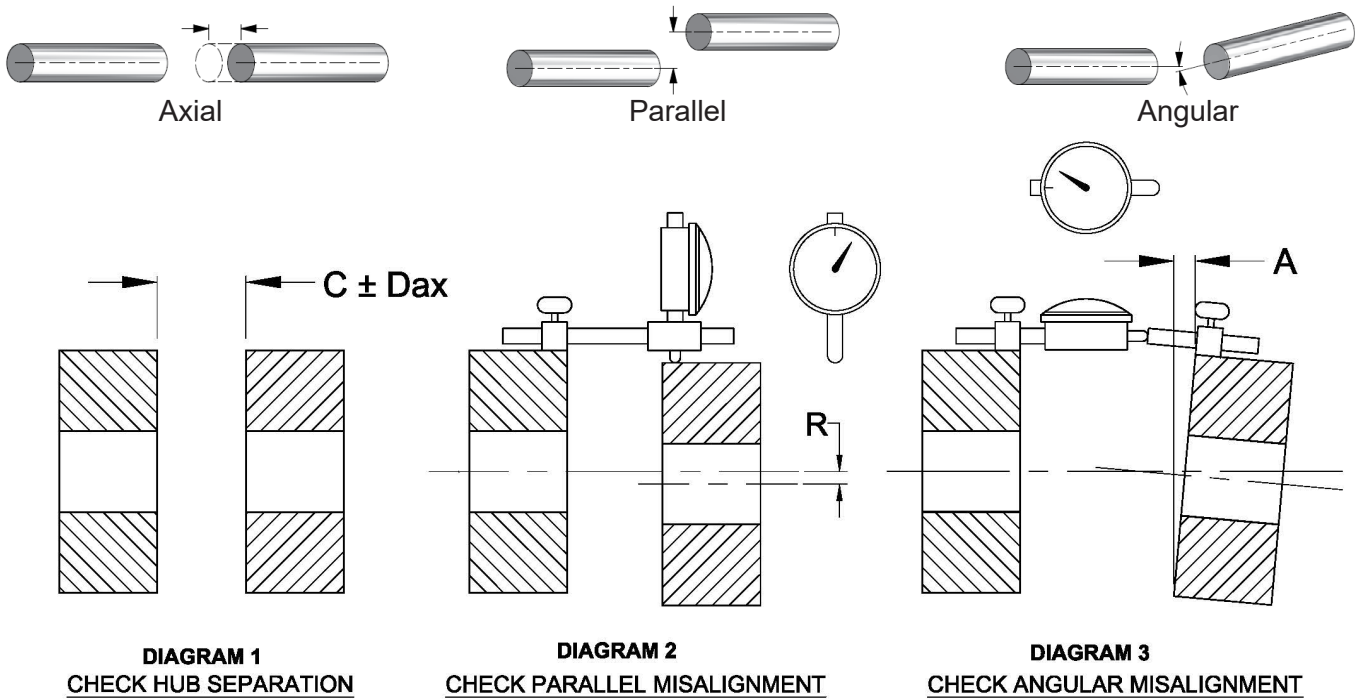 Axial
Parallel
Angular
C ± Dax
R
A
DIAGRAM 1
CHECK HUB SEPARATION
DIAGRAM 2
CHECK PARALLEL MISALIGNMENT
DIAGRAM 3
CHECK ANGULAR MISALIGNMENT